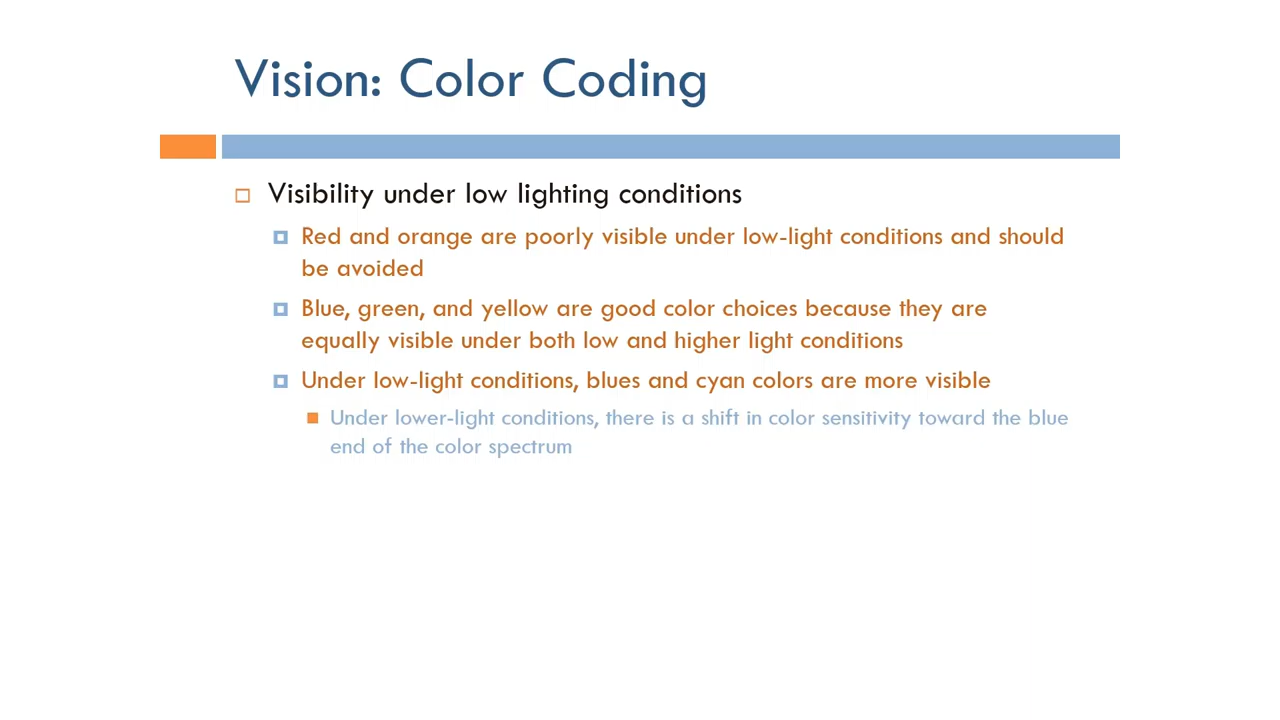 Vision: Color Coding
Visibility under low lighting conditions
Red and orange are poorly visible under low-light conditions and should
be avoided
Blue, green, and yellow are good color choices because they are
equally visible under both low and higher light conditions
Under low-light conditions, blues and cyan colors are more visible
Under lower-light conditions, there is a shift in color sensitivity toward the blue
end of the color spectrum